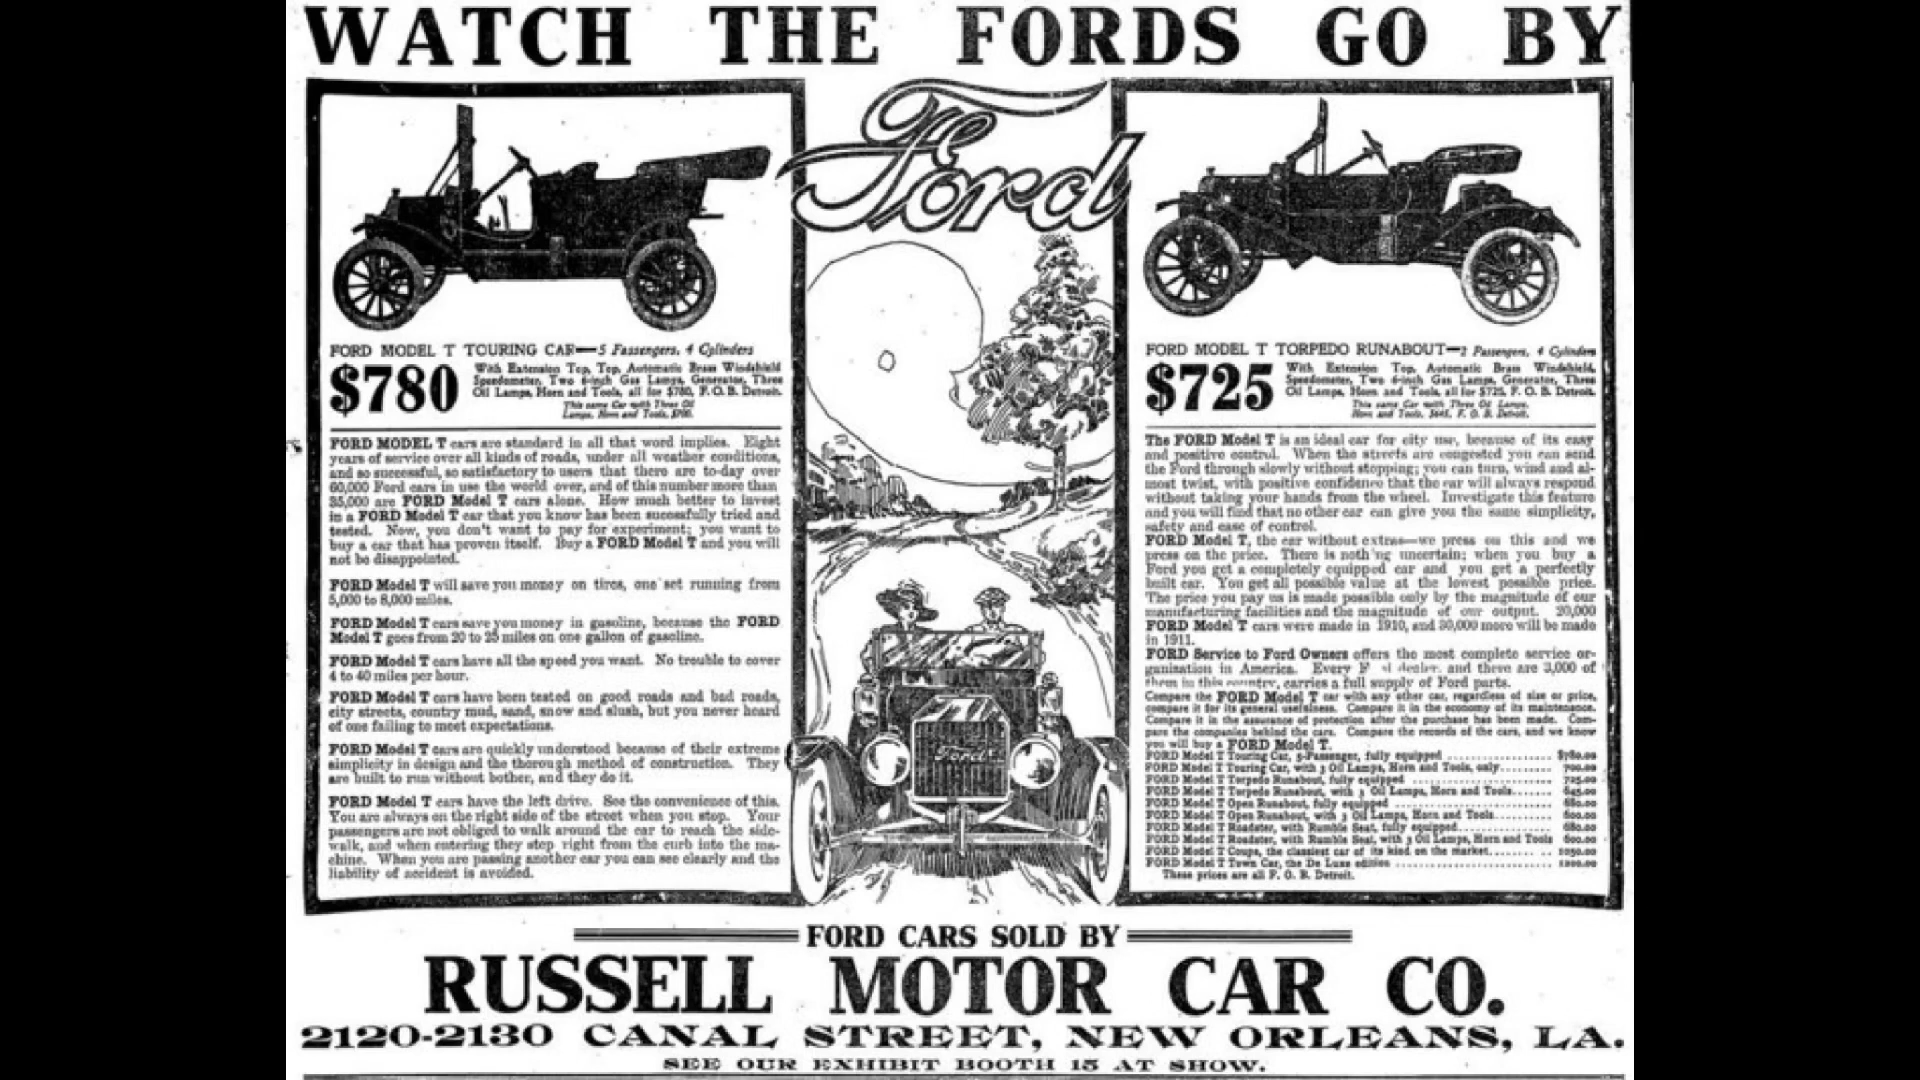 WATCH THE FORDS GO BY
Ford
FORD MODEL T TOURING CAR—5 Passengers, 4 Cylinders
$780
With Extension Top, Top, Automatic Brass Windshield
Speedometer, Two 6-inch Gas Lamps, Generator, Three
Oil Lamps, Horn and Tools, all for $780, F. O. B. Detroit.
This same Car with Three Oil
Lamps, Horn and Tools, $700.
FORD MODEL T cars are standard in all that word implies. Eight
years of service over all kinds of roads, under all weather conditions,
and so successful, so satisfactory to users that there are to-day over
60,000 Ford cars in use the world over, and of this number more than
35,000 are FORD Model T cars alone. How much better to invest
in a FORD Model T car that you know has been successfully tried and
tested. Now, you don't want to pay for experiment; you want to
buy a car that has proven itself. Buy a FORD Model T and you will
not be disappointed.
FORD Model T will save you money on tires, one set running from
5,000 to 8,000 miles.
FORD Model T cars save you money in gasoline, because the FORD
Model T goes from 20 to 25 miles on one gallon of gasoline.
FORD Model T cars have all the speed you want. No trouble to cover
4 to 40 miles per hour.
FORD Model T cars have been tested on good roads and bad roads,
city streets, country mud, sand, snow and slush, but you never heard
of one failing to meet expectations.
FORD Model T cars are quickly understood because of their extreme
simplicity in design and the thorough method of construction. They
are built to run without bother, and they do it.
FORD Model T cars have the left drive. See the convenience of this.
You are always on the right side of the street when you stop. Your
passengers are not obliged to walk around the car to reach the side-
walk, and when entering they step right from the curb into the ma-
chine. When you are passing another car you can see clearly and the
liability of accident is avoided.
Ford
FORD MODEL T TORPEDO RUNABOUT—2 Passengers, 4 Cylinders
$725
With Extension Top, Automatic Brass Windshield,
Speedometer, Two 6-inch Gas Lamps, Generator, Three
Oil Lamps, Horn and Tools, all for $725, F. O. B. Detroit.
This same Car with Three Oil Lamps,
Horn and Tools, $645, F. O. B. Detroit.
The FORD Model T is an ideal car for city use, because of its easy
and positive control. When the streets are congested you can send
the Ford through slowly without stopping; you can turn, wind and al-
most twist, with positive confidence that the car will always respond
without taking your hands from the wheel. Investigate this feature
and you will find that no other car can give you the same simplicity,
safety and ease of control.
FORD Model T, the car without extras—we press on this and we
press on the price. There is nothing uncertain; when you buy a
Ford you get a completely equipped car and you get a perfectly
built car. You get all possible value at the lowest possible price.
The price you pay us is made possible only by the magnitude of our
manufacturing facilities and the magnitude of our output. 20,000
FORD Model T cars were made in 1910, and 30,000 more will be made
in 1911.
FORD Service to Ford Owners offers the most complete service or-
ganization in America. Every dealer, and there are 3,000 of
them in this country, carries a full supply of Ford parts.
Compare the FORD Model T car with any other car, regardless of size or price,
compare it for its general usefulness. Compare it in the economy of its maintenance.
Compare it in the assurance of protection after the purchase has been made. Com-
pare the companies behind the cars. Compare the records of the cars, and we know
you will buy a FORD Model T.
FORD Model T Touring Car, 5-Passenger, fully equipped $780.00
FORD Model T Touring Car, with 3 Oil Lamps, Horn and Tools, only 700.00
FORD Model T Torpedo Runabout, fully equipped 725.00
FORD Model T Torpedo Runabout, with 3 Oil Lamps, Horn and Tools 645.00
FORD Model T Open Runabout, fully equipped 680.00
FORD Model T Open Runabout, with 3 Oil Lamps, Horn and Tools 600.00
FORD Model T Roadster, with Rumble Seat, fully equipped 680.00
FORD Model T Roadster, with Rumble Seat, with 3 Oil Lamps, Horn and Tools 600.00
FORD Model T Coupe, the classiest car of its kind on the market 1050.00
FORD Model T Town Car, the De Luxe edition 1200.00
These prices are all F. O. B. Detroit.
FORD CARS SOLD BY
RUSSELL MOTOR CAR CO.
2120-2130 CANAL STREET, NEW ORLEANS, LA.
SEE OUR EXHIBIT BOOTH 15 AT SHOW.